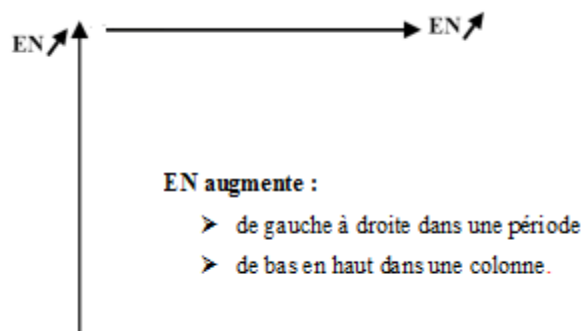 EN
EN
EN augmente :
➢ de gauche à droite dans une période
➢ de bas en haut dans une colonne.